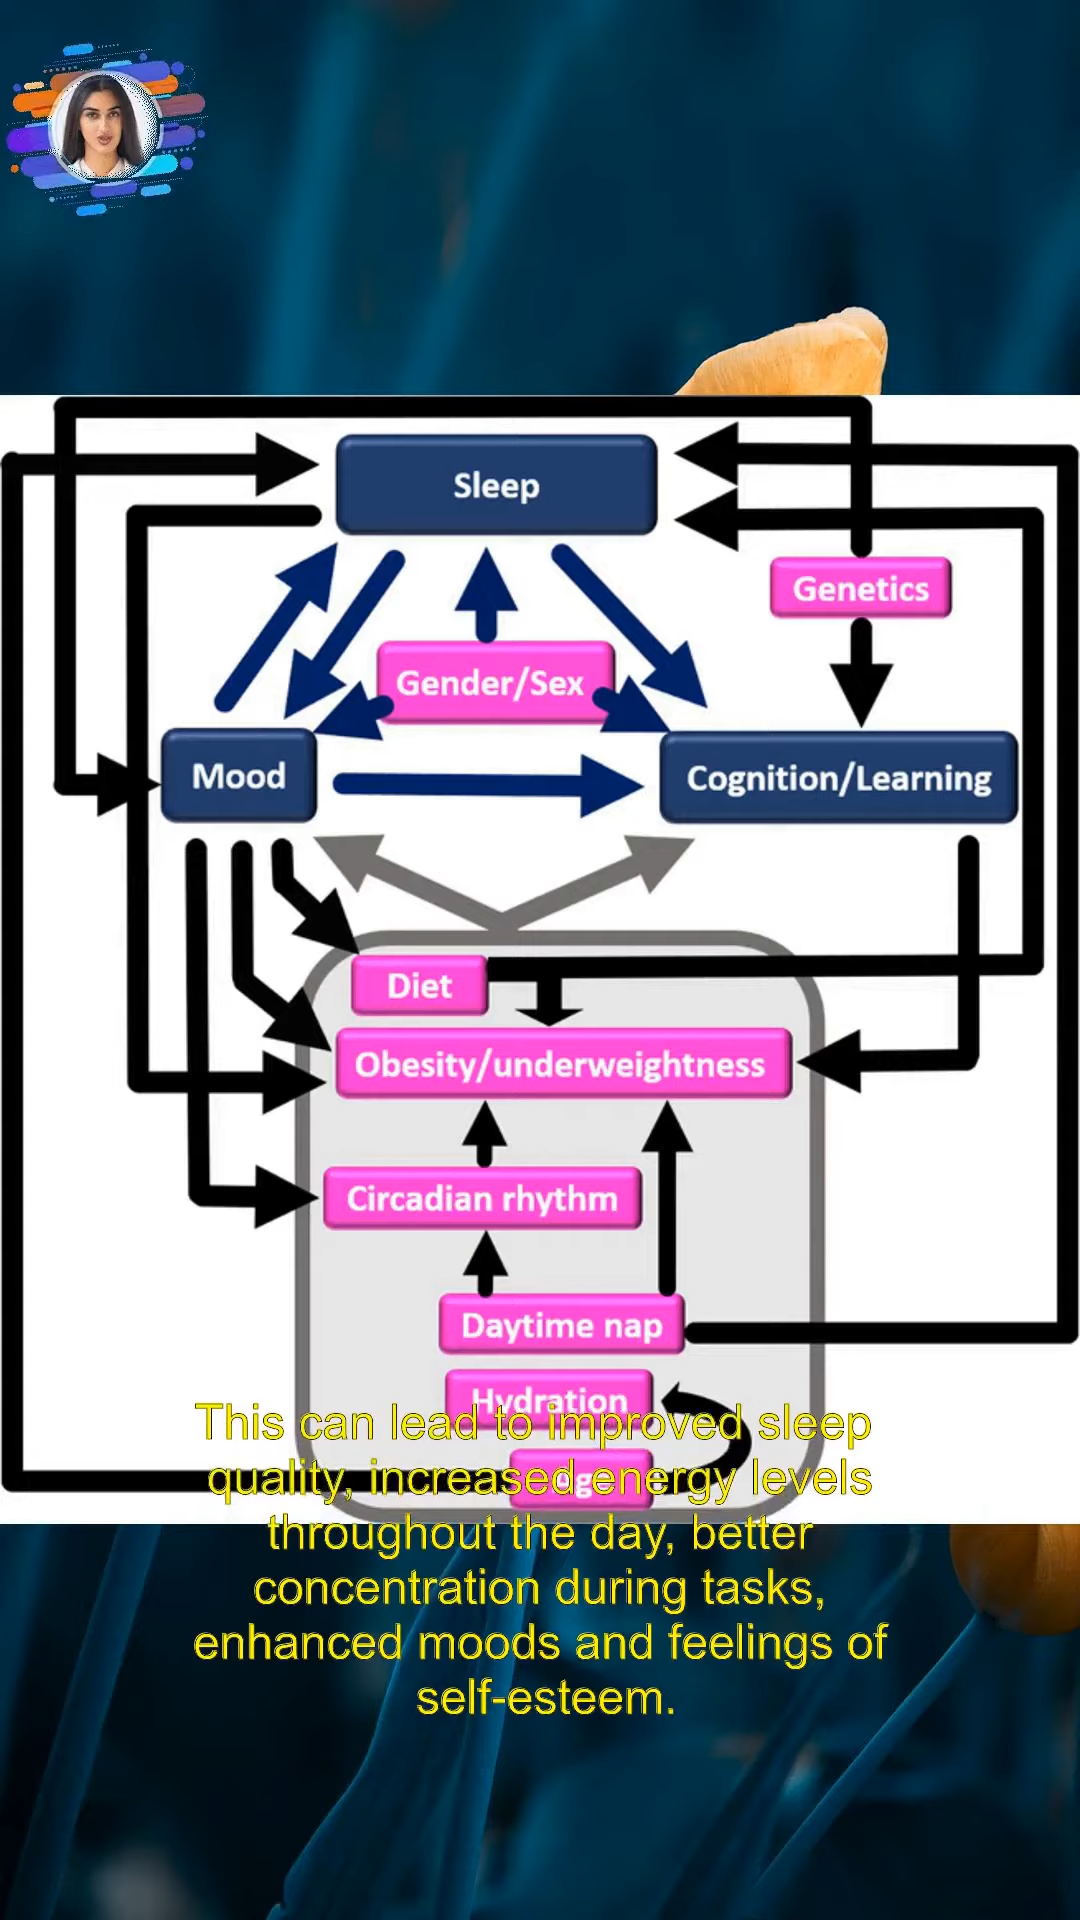 Sleep
Genetics
Gender/Sex
Mood
Cognition/Learning
Diet
Obesity/underweightness
Circadian rhythm
Daytime nap
Hydration
Age
This can lead to improved sleep
quality, increased energy levels
throughout the day, better
concentration during tasks,
enhanced moods and feelings of
self-esteem.